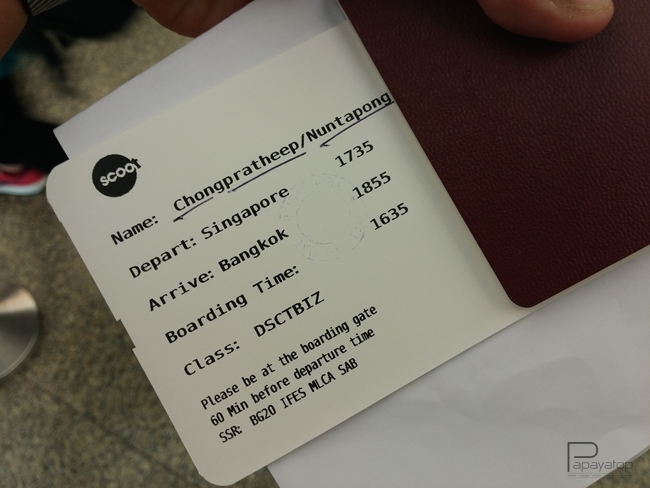 scoot
Name: Chongpratheep/Nuntapong
Depart: Singapore 1735
Arrive: Bangkok 1855
Boarding Time: 1635
Class: DSCTBIZ
Please be at the boarding gate
60 Min before departure time
SSR: BG20 IFES MLCA SAB
Papayatop